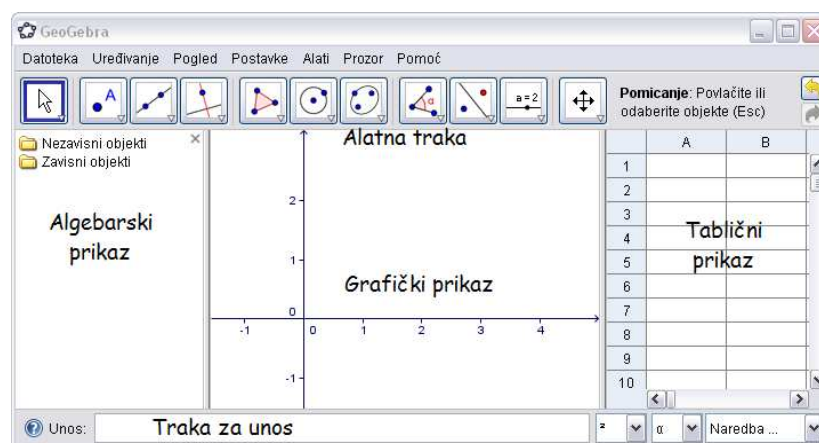 GeoGebra
Datoteka Uređivanje Pogled Postavke Alati Prozor Pomoć
A
α
a=2
Pomicanje: Povlačite ili
odaberite objekte (Esc)
Nezavisni objekti
Zavisni objekti
Algebarski
prikaz
Alatna traka
2
1
0
-1
-1 0 1 2 3 4
Grafički prikaz
A B
1
2
3
4
5
6
7
8
9
10
Tablični
prikaz
Unos: Traka za unos ² α Naredba ...